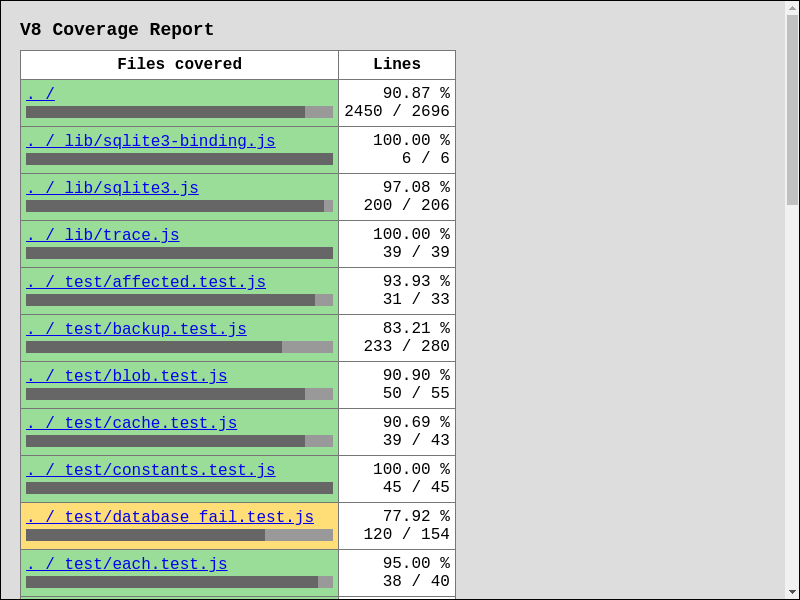 V8 Coverage Report
Files covered Lines
. / 90.87 %
2450 / 2696
. / lib/sqlite3-binding.js 100.00 %
6 / 6
. / lib/sqlite3.js 97.08 %
200 / 206
. / lib/trace.js 100.00 %
39 / 39
. / test/affected.test.js 93.93 %
31 / 33
. / test/backup.test.js 83.21 %
233 / 280
. / test/blob.test.js 90.90 %
50 / 55
. / test/cache.test.js 90.69 %
39 / 43
. / test/constants.test.js 100.00 %
45 / 45
. / test/database_fail.test.js 77.92 %
120 / 154
. / test/each.test.js 95.00 %
38 / 40